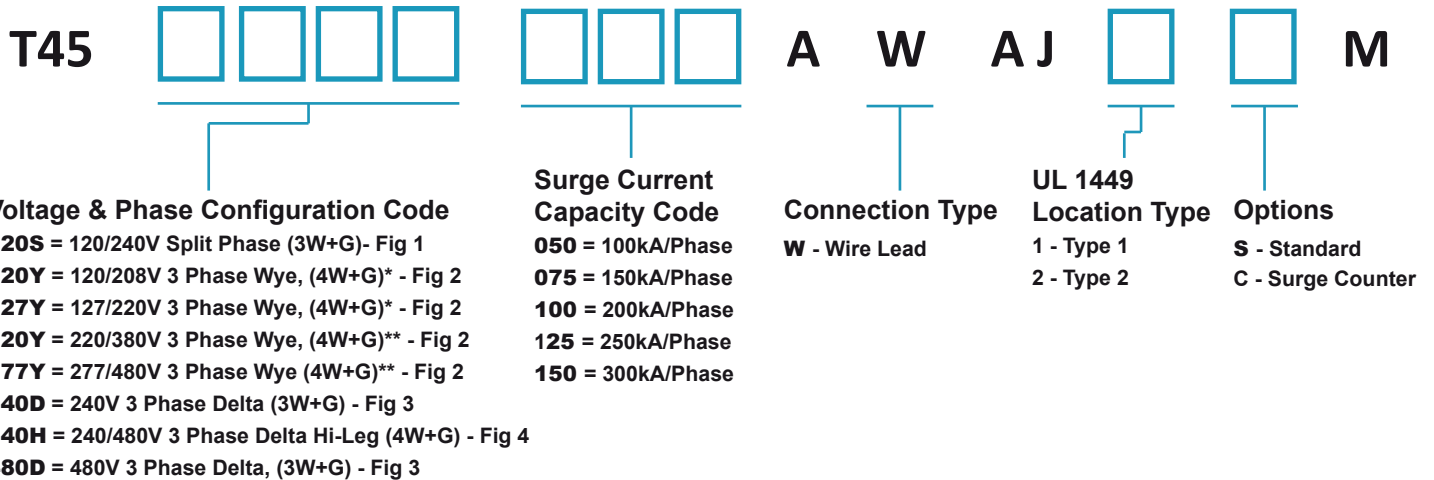 T45 A W A J M
oltage & Phase Configuration Code
20S = 120/240V Split Phase (3W+G)- Fig 1
20Y = 120/208V 3 Phase Wye, (4W+G)* - Fig 2
27Y = 127/220V 3 Phase Wye, (4W+G)* - Fig 2
20Y = 220/380V 3 Phase Wye, (4W+G)** - Fig 2
77Y = 277/480V 3 Phase Wye (4W+G)** - Fig 2
40D = 240V 3 Phase Delta (3W+G) - Fig 3
40H = 240/480V 3 Phase Delta Hi-Leg (4W+G) - Fig 4
80D = 480V 3 Phase Delta, (3W+G) - Fig 3
Surge Current
Capacity Code
050 = 100kA/Phase
075 = 150kA/Phase
100 = 200kA/Phase
125 = 250kA/Phase
150 = 300kA/Phase
Connection Type
W - Wire Lead
UL 1449
Location Type
1 - Type 1
2 - Type 2
Options
S - Standard
C - Surge Counter